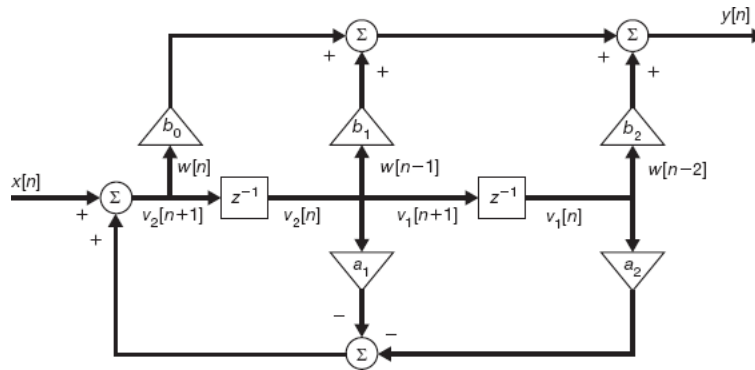 y[n]
Σ Σ
+ + + +
b₀ b₁ b₂
x[n] w[n] w[n−1] w[n−2]
Σ z⁻¹ z⁻¹
+ v₂[n+1] v₂[n] v₁[n+1] v₁[n]
+
a₁ a₂
− −
Σ